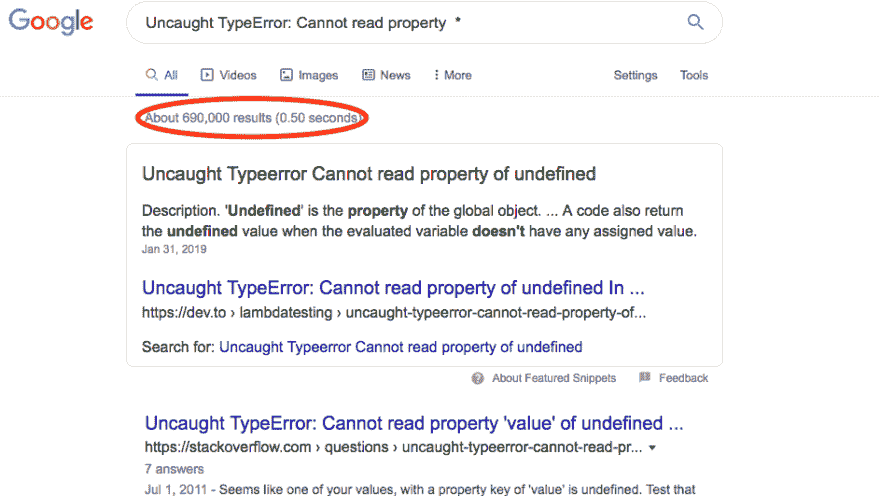 Google
Uncaught TypeError: Cannot read property *
All Videos Images News More Settings Tools
About 690,000 results (0.50 seconds)
Uncaught Typeerror Cannot read property of undefined
Description. 'Undefined' is the property of the global object. ... A code also return
the undefined value when the evaluated variable doesn't have any assigned value.
Jan 31, 2019
Uncaught TypeError: Cannot read property of undefined In ...
https://dev.to › lambdatesting › uncaught-typeerror-cannot-read-property-of...
Search for: Uncaught Typeerror Cannot read property of undefined
About Featured Snippets Feedback
Uncaught TypeError: Cannot read property 'value' of undefined ...
https://stackoverflow.com › questions › uncaught-typeerror-cannot-read-pr...
7 answers
Jul 1, 2011 - Seems like one of your values, with a property key of 'value' is undefined. Test that